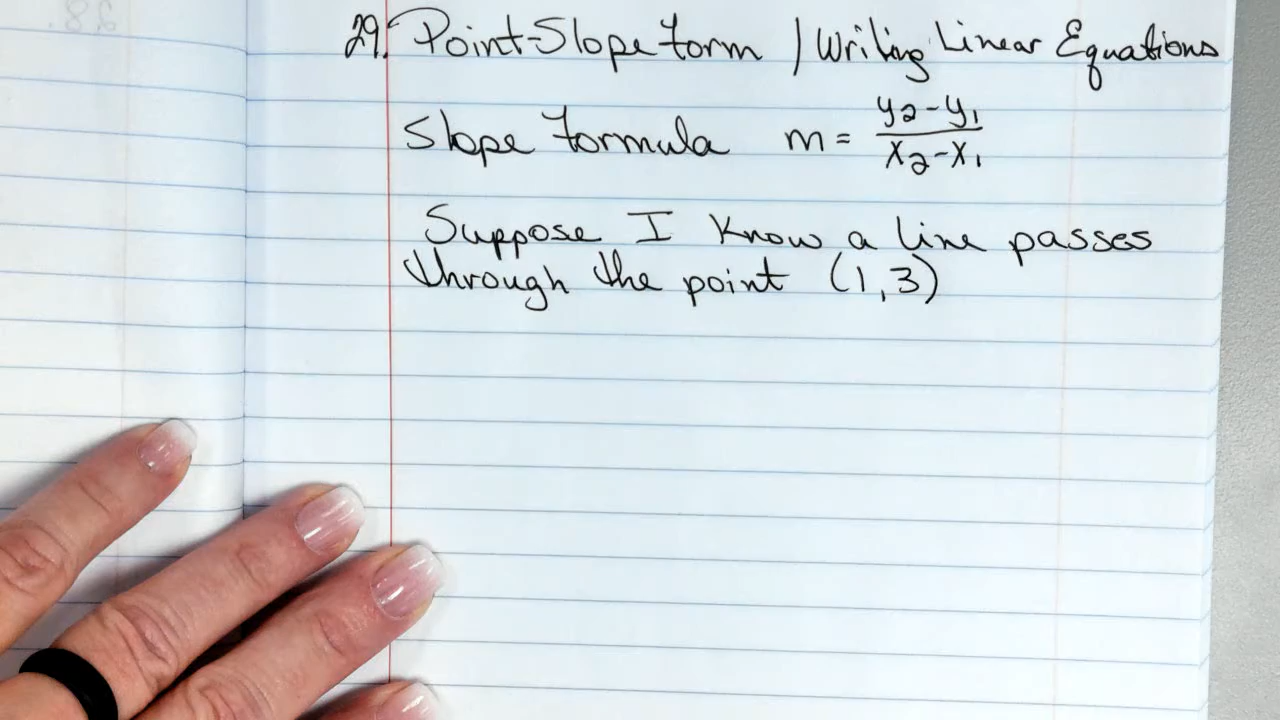 29. Point-Slope Form / Writing Linear Equations
Slope Formula m = y₂-y₁ / x₂-x₁
Suppose I know a line passes
through the point (1,3)
28.